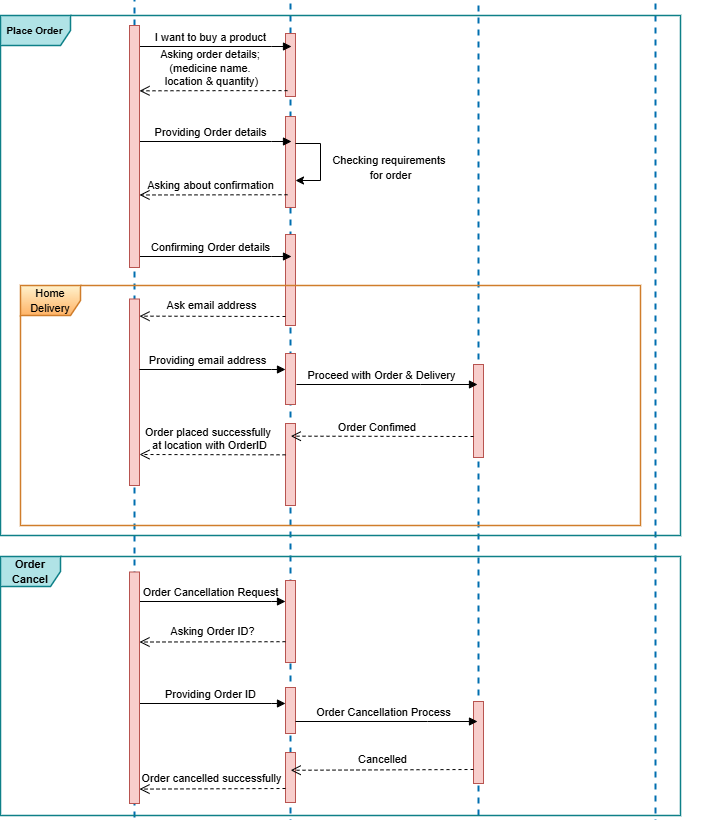 Place Order
I want to buy a product
Asking order details;
(medicine name.
location & quantity)
Providing Order details
Checking requirements
for order
Asking about confirmation
Confirming Order details
Home
Delivery
Ask email address
Providing email address
Proceed with Order & Delivery
Order Confimed
Order placed successfully
at location with OrderID
Order
Cancel
Order Cancellation Request
Asking Order ID?
Providing Order ID
Order Cancellation Process
Cancelled
Order cancelled successfully